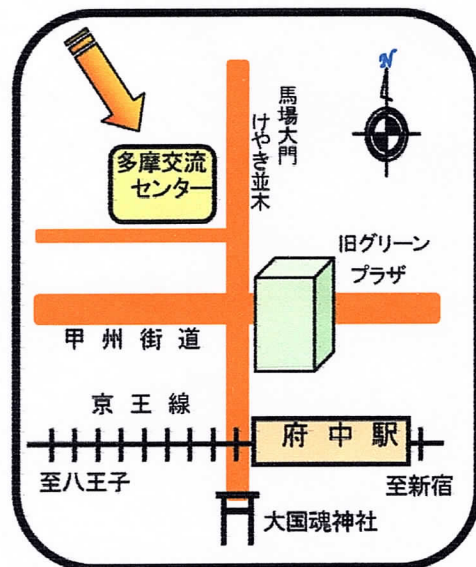 N
馬場大門
けやき並木
多摩交流
センター
旧グリーン
プラザ
甲州街道
京王線
府中駅
至八王子
至新宿
大国魂神社